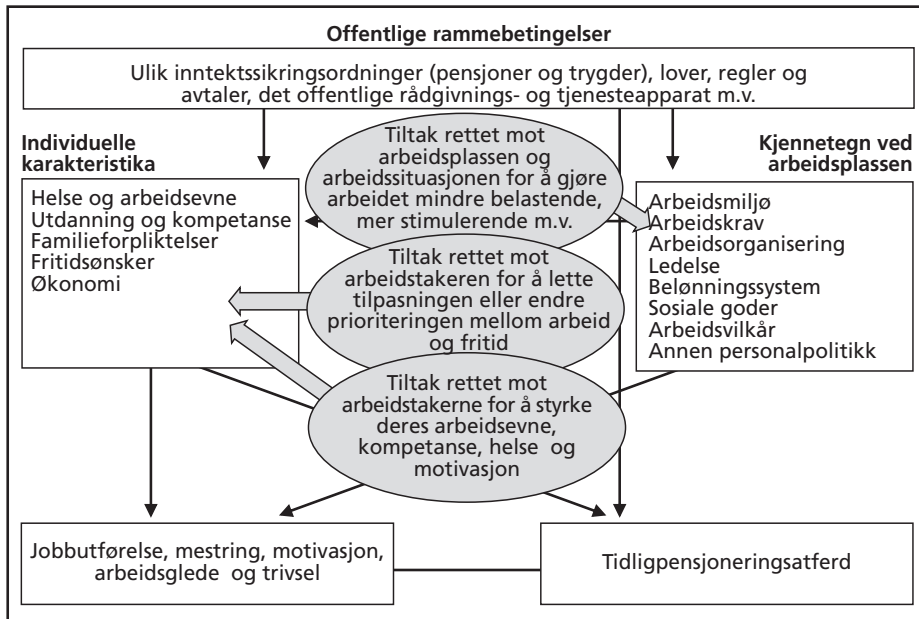 Offentlige rammebetingelser
Ulik inntektssikringsordninger (pensjoner og trygder), lover, regler og
avtaler, det offentlige rådgivnings- og tjenesteapparat m.v.
Individuelle
karakteristika
Helse og arbeidsevne
Utdanning og kompetanse
Familieforpliktelser
Fritidsønsker
Økonomi
Tiltak rettet mot
arbeidsplassen og
arbeidssituasjonen for å gjøre
arbeidet mindre belastende,
mer stimulerende m.v.
Tiltak rettet mot
arbeidstakeren for å lette
tilpasningen eller endre
prioriteringen mellom arbeid
og fritid
Tiltak rettet mot
arbeidstakerne for å styrke
deres arbeidsevne,
kompetanse, helse og
motivasjon
Kjennetegn ved
arbeidsplassen
Arbeidsmiljø
Arbeidskrav
Arbeidsorganisering
Ledelse
Belønningssystem
Sosiale goder
Arbeidsvilkår
Annen personalpolitikk
Jobbutførelse, mestring, motivasjon,
arbeidsglede og trivsel
Tidligpensjoneringsatferd